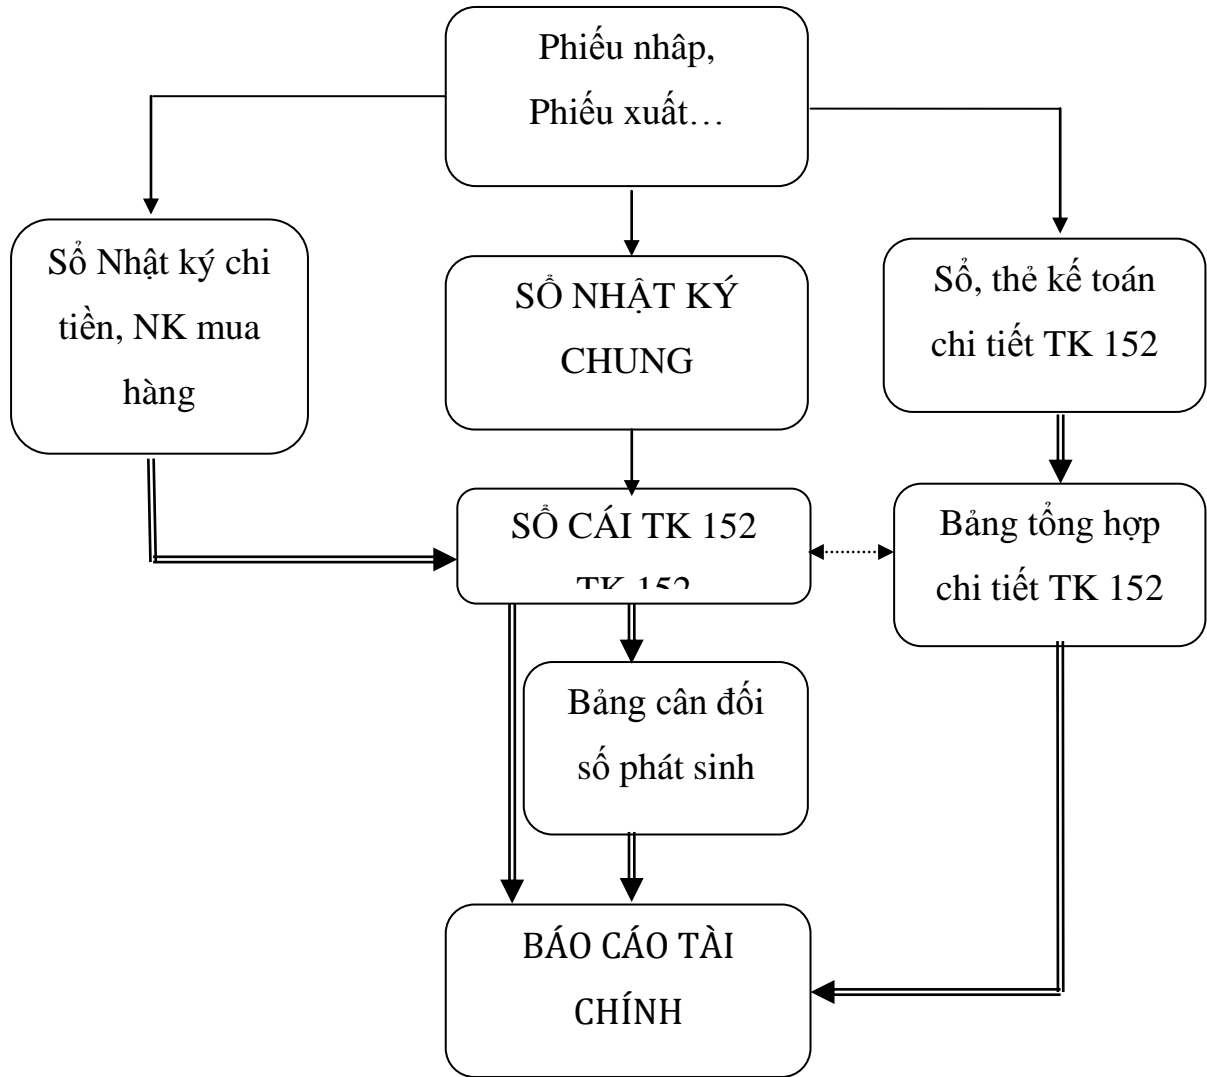 Phiếu nhâp,
Phiếu xuất…
Sổ Nhật ký chi
tiền, NK mua
hàng
SỔ NHẬT KÝ
CHUNG
Sổ, thẻ kế toán
chi tiết TK 152
SỔ CÁI TK 152
TK 152
Bảng tổng hợp
chi tiết TK 152
Bảng cân đối
số phát sinh
BÁO CÁO TÀI
CHÍNH